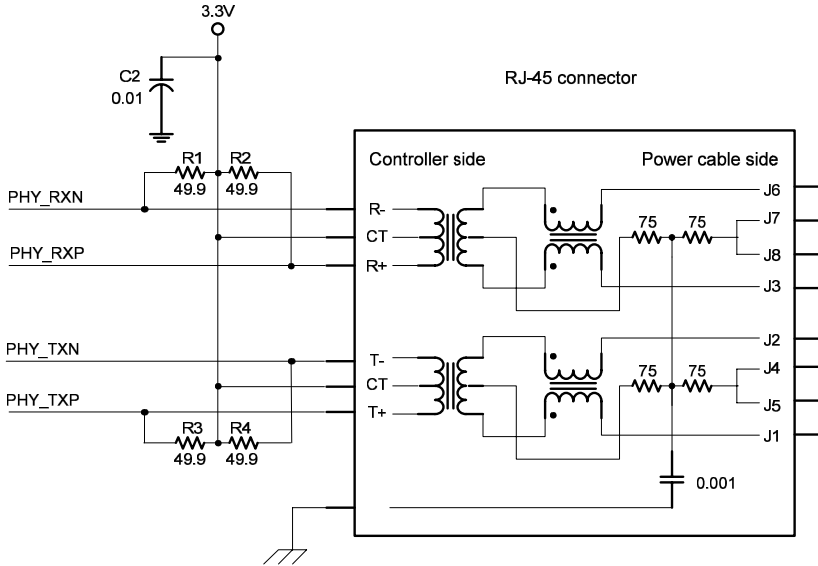 3.3V
C2
0.01
RJ-45 connector
R1 R2
49.9 49.9
Controller side Power cable side
PHY_RXN
R-
J6
J7
75 75
CT
PHY_RXP
R+
J8
J3
PHY_TXN
T-
J2
J4
75 75
CT
PHY_TXP
T+
J5
R3 R4
49.9 49.9
J1
0.001